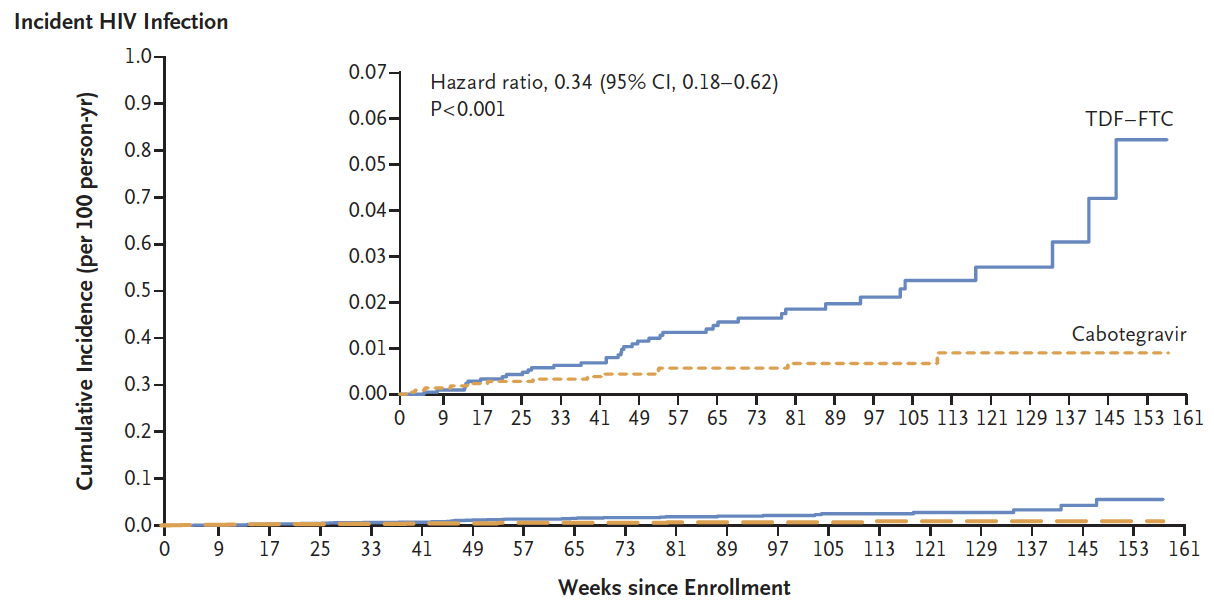 Incident HIV Infection
Cumulative Incidence (per 100 person-yr)
1.0
0.9
0.8
0.7
0.6
0.5
0.4
0.3
0.2
0.1
0.0
0 9 17 25 33 41 49 57 65 73 81 89 97 105 113 121 129 137 145 153 161
Weeks since Enrollment
0.07
0.06
0.05
0.04
0.03
0.02
0.01
0.00
0 9 17 25 33 41 49 57 65 73 81 89 97 105 113 121 129 137 145 153 161
Hazard ratio, 0.34 (95% CI, 0.18–0.62)
P<0.001
TDF–FTC
Cabotegravir